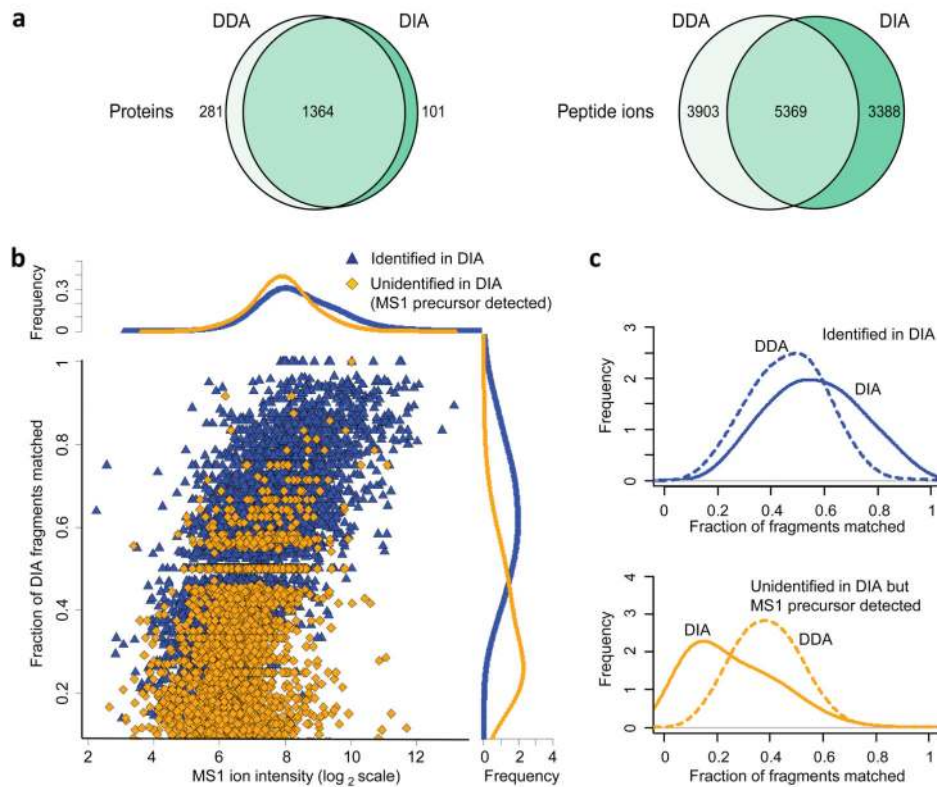 a
DDA DIA
Proteins 281 1364 101
DDA DIA
Peptide ions 3903 5369 3388
b
Identified in DIA
Unidentified in DIA
(MS1 precursor detected)
Frequency
0 0.3
Fraction of DIA fragments matched
1
0.8
0.6
0.4
0.2
2 4 6 8 10 12
MS1 ion intensity (log2 scale)
0 2 4
Frequency
c
Identified in DIA
DDA
DIA
Frequency
3
2
1
0
0 0.2 0.4 0.6 0.8 1
Fraction of fragments matched
Unidentified in DIA but
MS1 precursor detected
DIA
DDA
Frequency
4
3
2
1
0
0 0.2 0.4 0.6 0.8 1
Fraction of fragments matched